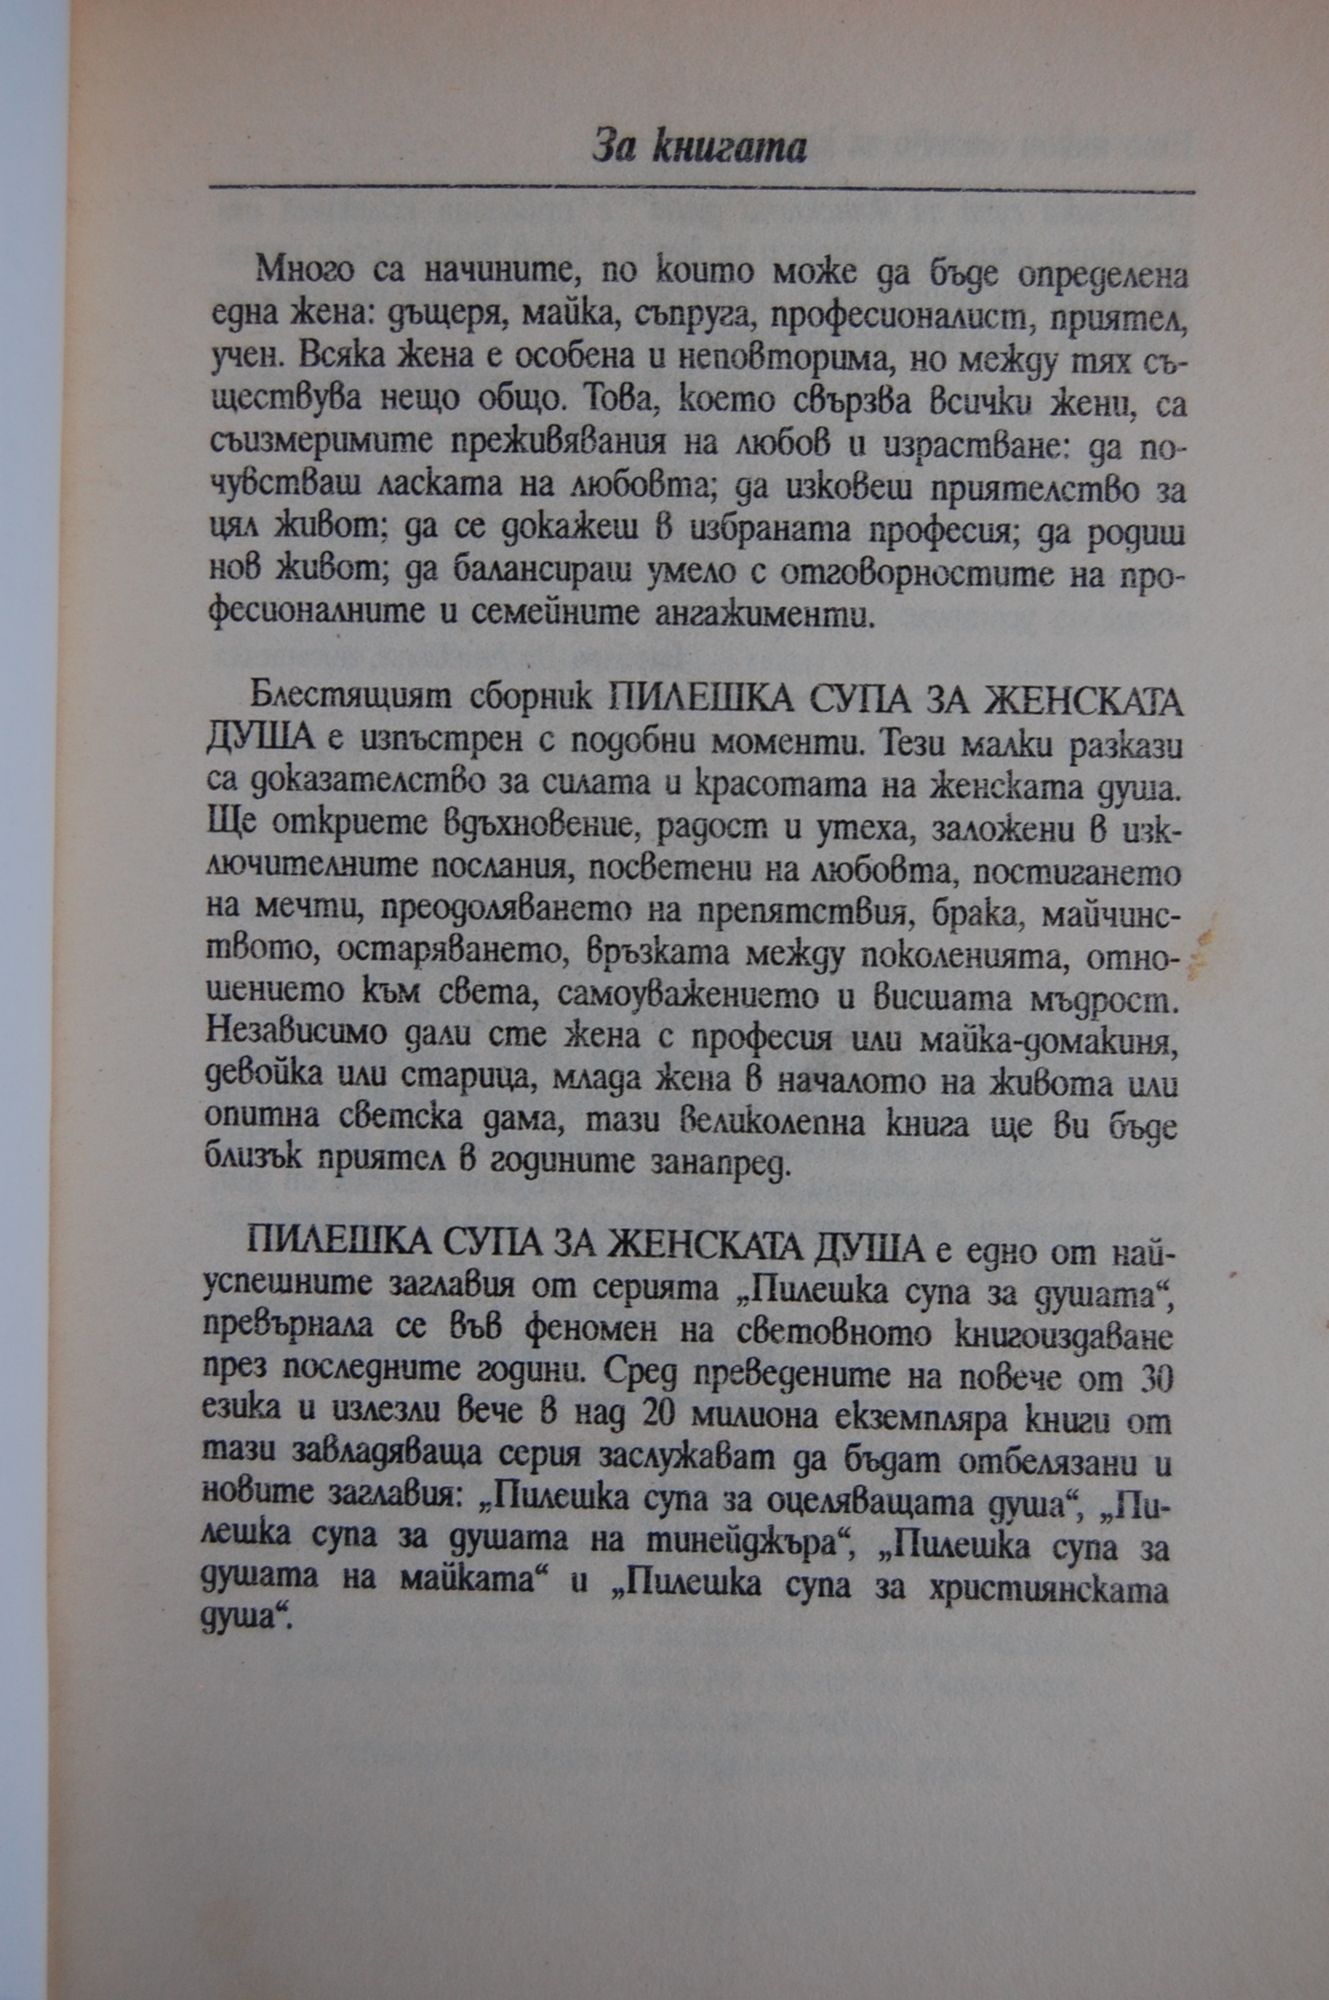 За книгата
Много са начините, по които може да бъде определена
една жена: дъщеря, майка, съпруга, професионалист, приятел,
учен. Всяка жена е особена и неповторима, но между тях съ-
ществува нещо общо. Това, което свързва всички жени, са
съизмеримите преживявания на любов и израстване: да по-
чувстваш ласката на любовта; да изковеш приятелство за
цял живот; да се докажеш в избраната професия; да родиш
нов живот; да балансираш умело с отговорностите на про-
фесионалните и семейните ангажименти.
Блестящият сборник ПИЛЕШКА СУПА ЗА ЖЕНСКАТА
ДУША е изпъстрен с подобни моменти. Тези малки разкази
са доказателство за силата и красотата на женската душа.
Ще откриете вдъхновение, радост и утеха, заложени в изк-
лючителните послания, посветени на любовта, постигането
на мечти, преодоляването на препятствия, брака, майчинс-
твото, остаряването, връзката между поколенията, отно-
шението към света, самоуважението и висшата мъдрост.
Независимо дали сте жена с професия или майка-домакиня,
девойка или старица, млада жена в началото на живота или
опитна светска дама, тази великолепна книга ще ви бъде
близък приятел в годините занапред.
ПИЛЕШКА СУПА ЗА ЖЕНСКАТА ДУША е едно от най-
успешните заглавия от серията „Пилешка супа за душата“,
превърнала се във феномен на световното книгоиздаване
през последните години. Сред преведените на повече от 30
езика и излезли вече в над 20 милиона екземпляра книги от
тази завладяваща серия заслужават да бъдат отбелязани и
новите заглавия: „Пилешка супа за оцеляващата душа“, „Пи-
лешка супа за душата на тинейджъра“, „Пилешка супа за
душата на майката“ и „Пилешка супа за християнската
душа“.